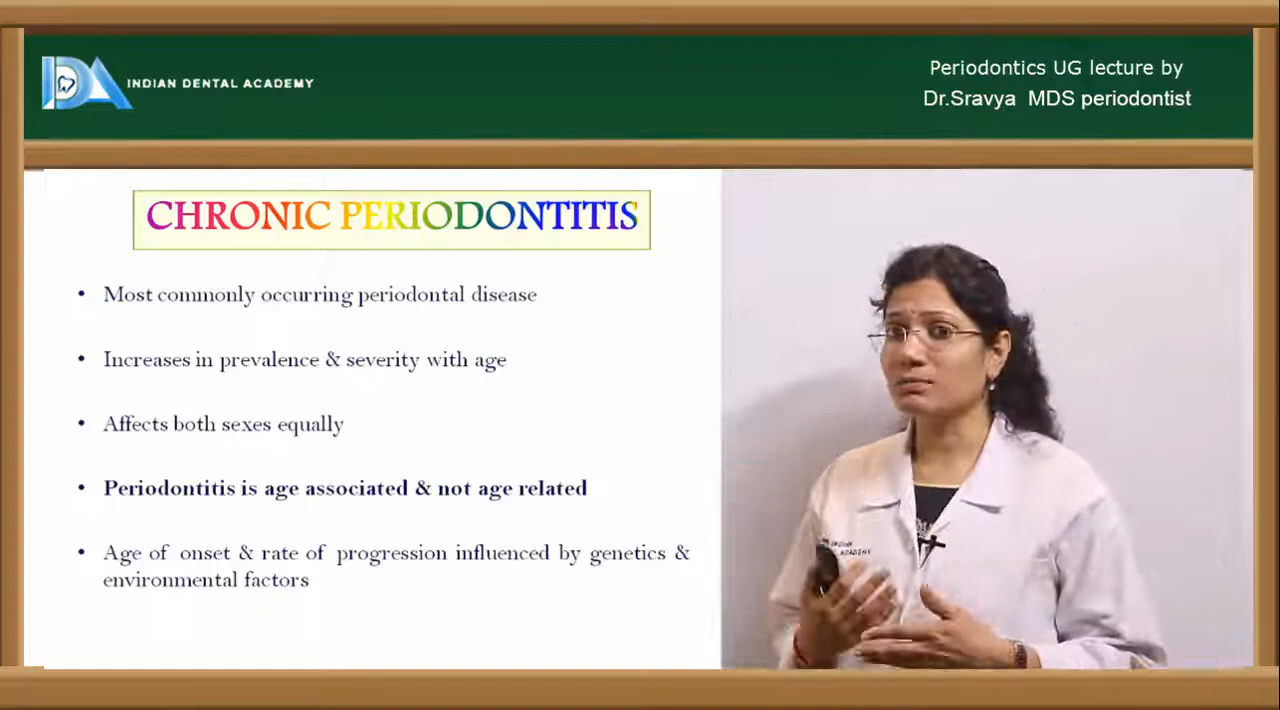 INDIAN DENTAL ACADEMY
Periodontics UG lecture by
Dr.Sravya MDS periodontist
CHRONIC PERIODONTITIS
• Most commonly occurring periodontal disease
• Increases in prevalence & severity with age
• Affects both sexes equally
• Periodontitis is age associated & not age related
• Age of onset & rate of progression influenced by genetics &
environmental factors
ACADEMY